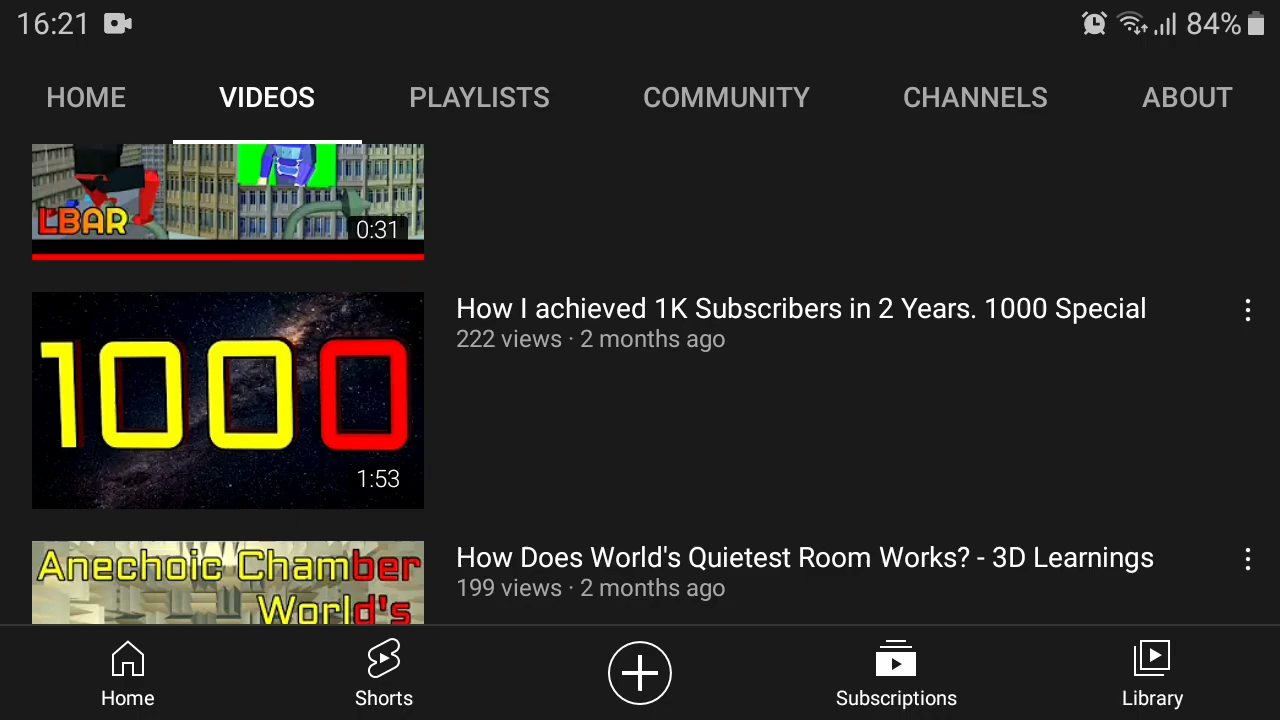 16:21
84%
HOME VIDEOS PLAYLISTS COMMUNITY CHANNELS ABOUT
LBAR
0:31
1000
1:53
How I achieved 1K Subscribers in 2 Years. 1000 Special
222 views · 2 months ago
Anechoic Chamber
World's
How Does World's Quietest Room Works? - 3D Learnings
199 views · 2 months ago
Home Shorts Subscriptions Library